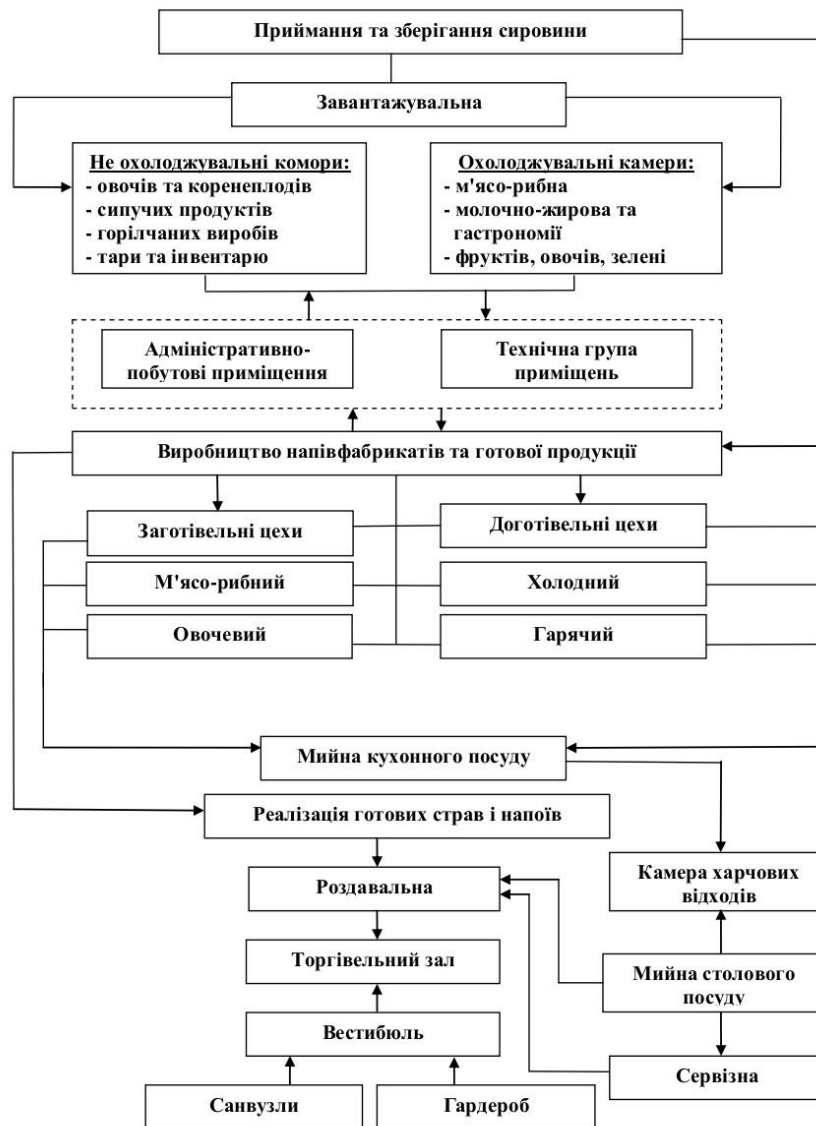 Приймання та зберігання сировини
Завантажувальна
Не охолоджувальні комори:
- овочів та коренеплодів
- сипучих продуктів
- горілчаних виробів
- тари та інвентарю
Охолоджувальні камери:
- м'ясо-рибна
- молочно-жирова та
гастрономії
- фруктів, овочів, зелені
Адміністративно-
побутові приміщення
Технічна група
приміщень
Виробництво напівфабрикатів та готової продукції
Заготівельні цехи
Доготівельні цехи
М'ясо-рибний
Холодний
Овочевий
Гарячий
Мийна кухонного посуду
Реалізація готових страв і напоїв
Роздавальна
Камера харчових
відходів
Торгівельний зал
Мийна столового
посуду
Вестибюль
Сервізна
Санвузли
Гардероб